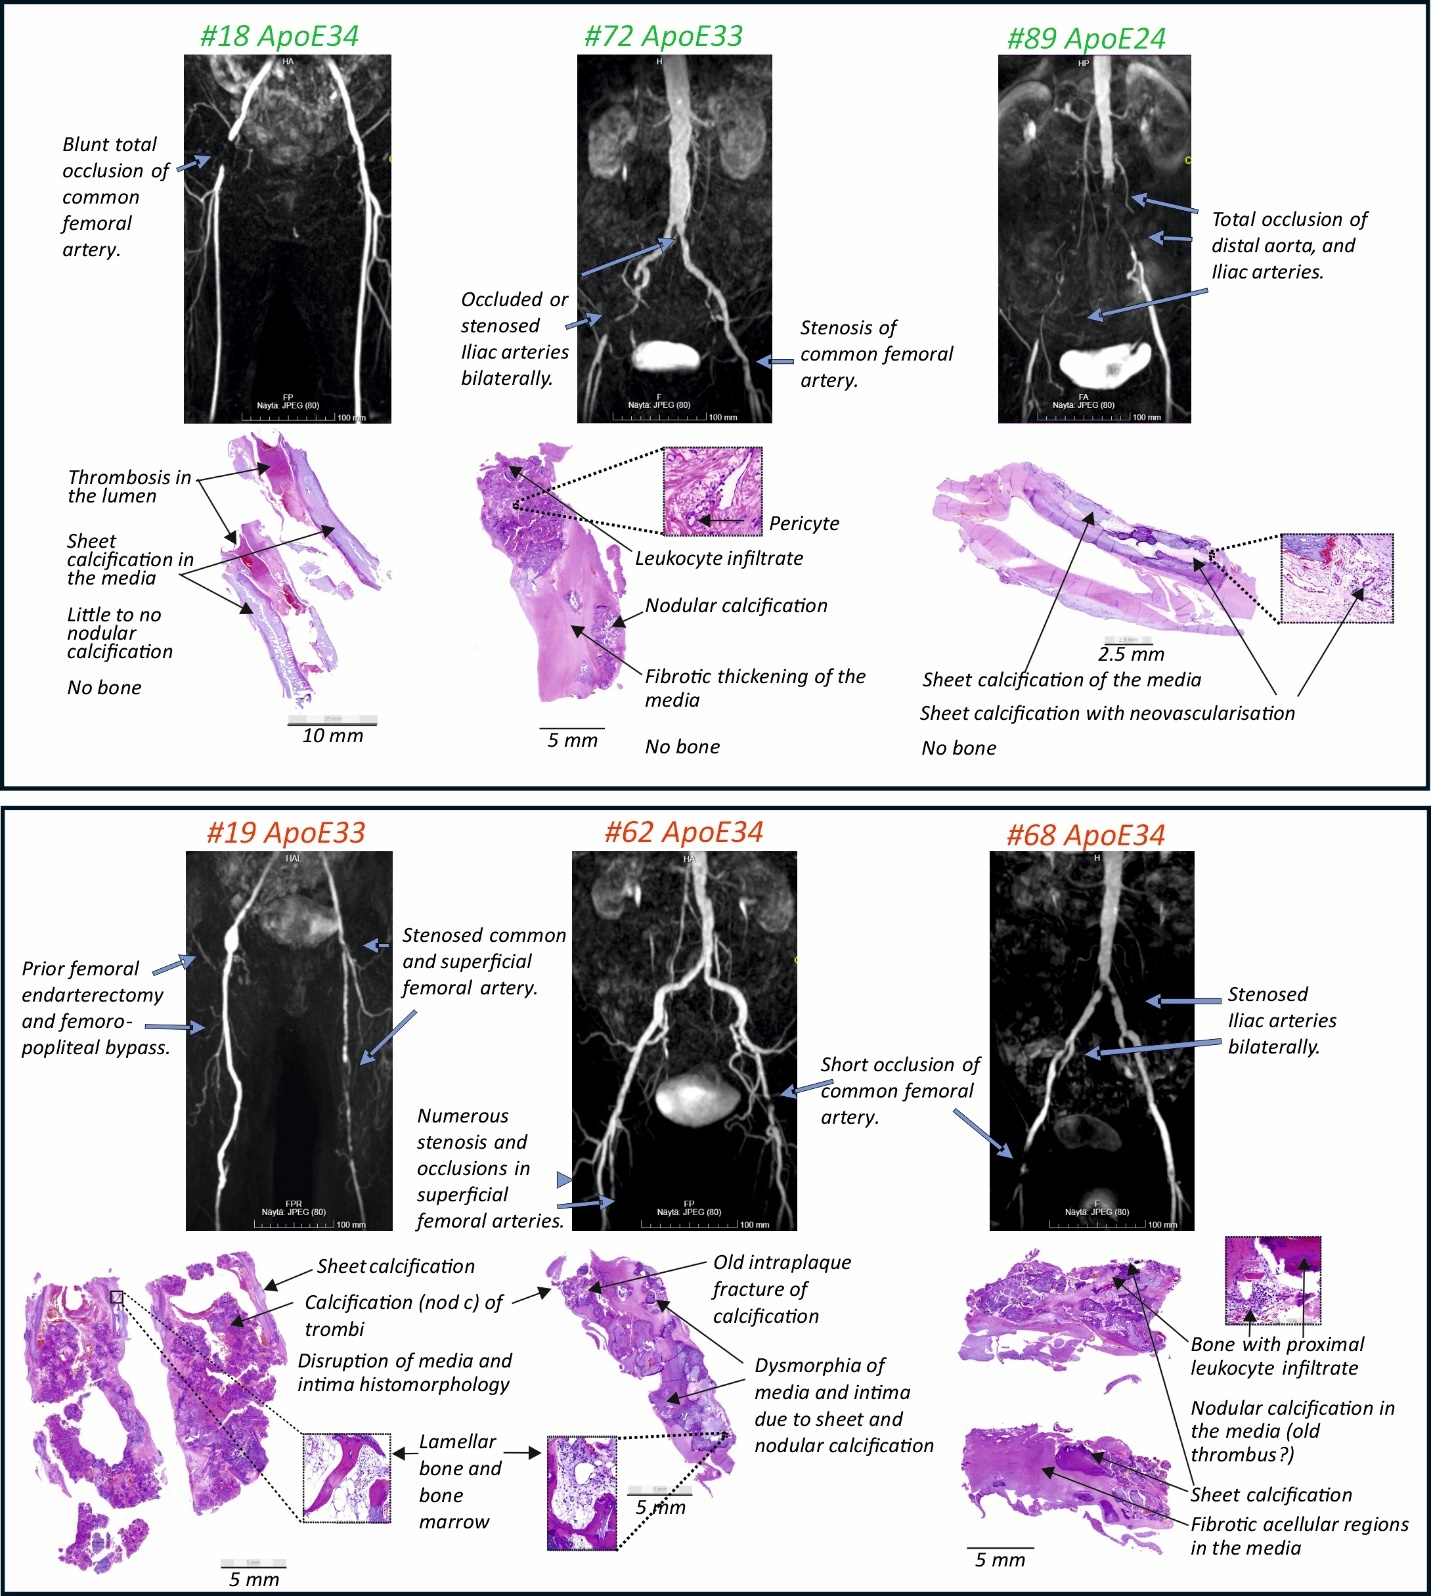 #18 ApoE34
#72 ApoE33
#89 ApoE24
HA
H
HP
Blunt total
occlusion of
common
femoral
artery.
Occluded or
stenosed
Iliac arteries
bilaterally.
Stenosis of
common femoral
artery.
Total occlusion of
distal aorta, and
Iliac arteries.
C
FP
Näytä: JPEG (80)
100 mm
F
Näytä: JPEG (80)
100 mm
FA
Näytä: JPEG (80)
100 mm
Thrombosis in
the lumen
Sheet
calcification in
the media
Little to no
nodular
calcification
No bone
10 mm
Pericyte
Leukocyte infiltrate
Nodular calcification
Fibrotic thickening of the
media
No bone
5 mm
2.5 mm
2.5 mm
Sheet calcification of the media
Sheet calcification with neovascularisation
No bone
#19 ApoE33
#62 ApoE34
#68 ApoE34
HAL
HA
H
Prior femoral
endarterectomy
and femoro-
popliteal bypass.
Stenosed common
and superficial
femoral artery.
Numerous
stenosis and
occlusions in
superficial
femoral arteries.
Short occlusion of
common femoral
artery.
Stenosed
Iliac arteries
bilaterally.
FPR
Näytä: JPEG (80)
100 mm
FP
Näytä: JPEG (80)
100 mm
F
Näytä: JPEG (80)
100 mm
Sheet calcification
Calcification (nod c) of
trombi
Disruption of media and
intima histomorphology
Lamellar
bone and
bone
marrow
5 mm
5 mm
Old intraplaque
fracture of
calcification
Dysmorphia of
media and intima
due to sheet and
nodular calcification
5 mm
Bone with proximal
leukocyte infiltrate
Nodular calcification in
the media (old
thrombus?)
Sheet calcification
Fibrotic acellular regions
in the media
5 mm